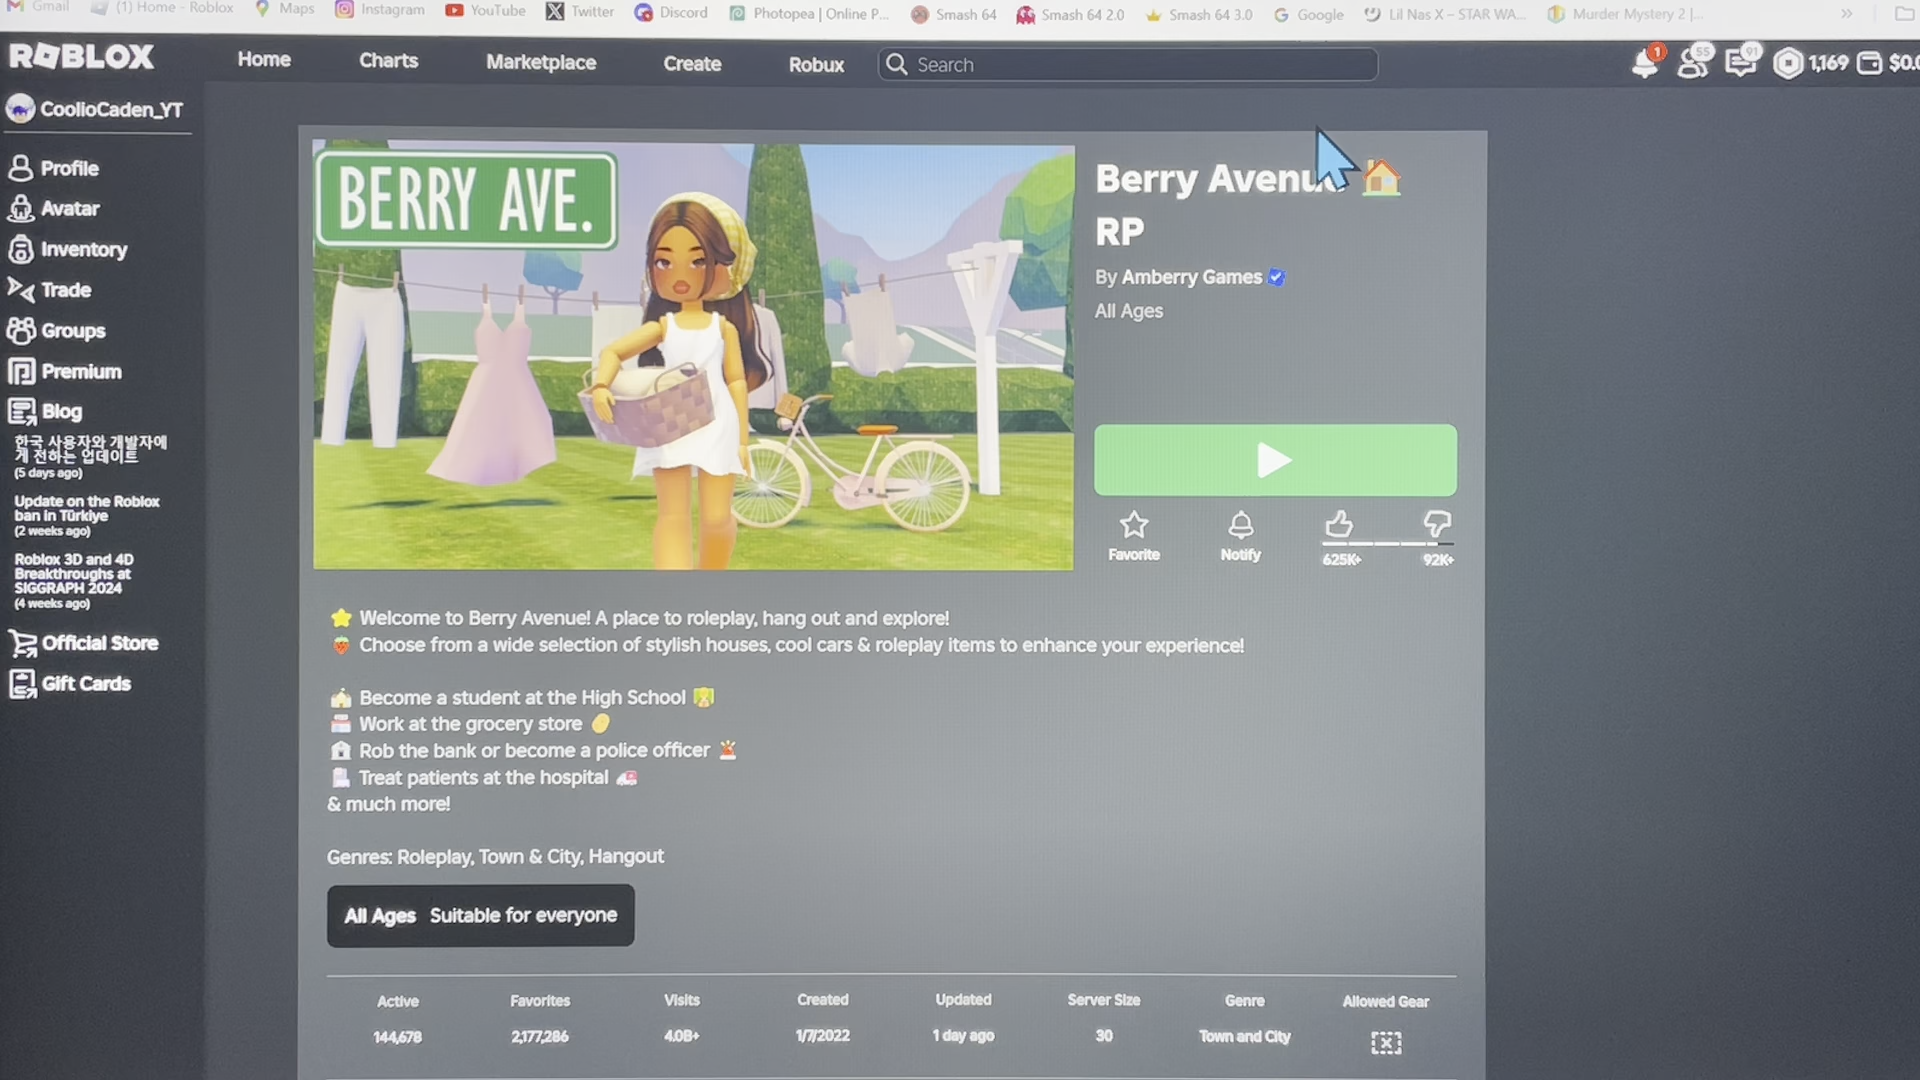 Gmail
(1) Home - Roblox
Maps
Instagram
YouTube
Twitter
Discord
Photopea | Online P...
Smash 64
Smash 64 2.0
Smash 64 3.0
Google
Lil Nas X – STAR WA...
Murder Mystery 2 |...
ROBLOX
Home
Charts
Marketplace
Create
Robux
Search
1
55
91
1,169
$0.0
CoolioCaden_YT
Profile
Avatar
Inventory
Trade
Groups
Premium
Blog
한국 사용자와 개발자에
게 전하는 업데이트
(5 days ago)
Update on the Roblox
ban in Türkiye
(2 weeks ago)
Roblox 3D and 4D
Breakthroughs at
SIGGRAPH 2024
(4 weeks ago)
Official Store
Gift Cards
BERRY AVE.
Berry Avenue
RP
By Amberry Games
All Ages
Favorite
Notify
625K+
92K+
Welcome to Berry Avenue! A place to roleplay, hang out and explore!
Choose from a wide selection of stylish houses, cool cars & roleplay items to enhance your experience!
Become a student at the High School
Work at the grocery store
Rob the bank or become a police officer
Treat patients at the hospital
& much more!
Genres: Roleplay, Town & City, Hangout
All Ages Suitable for everyone
Active
Favorites
Visits
Created
Updated
Server Size
Genre
Allowed Gear
144,678
2,177,286
4.0B+
1/7/2022
1 day ago
30
Town and City